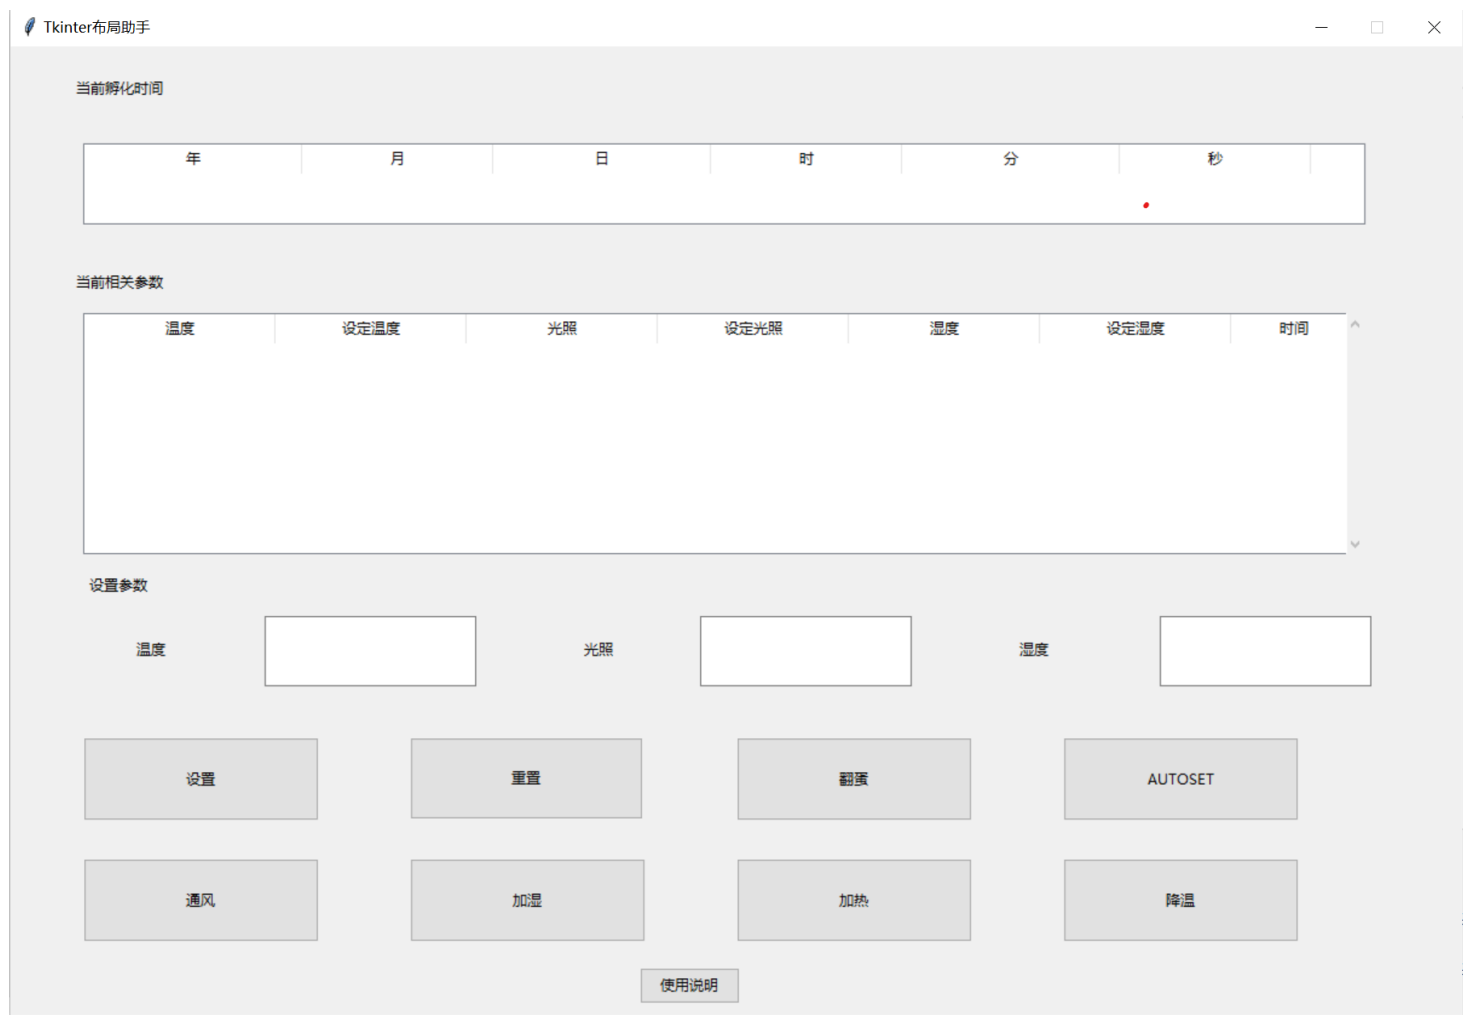 Tkinter布局助手
当前孵化时间
年 月 日 时 分 秒
当前相关参数
温度 设定温度 光照 设定光照 湿度 设定湿度 时间
设置参数
温度 光照 湿度
设置 重置 翻蛋 AUTOSET
通风 加湿 加热 降温
使用说明